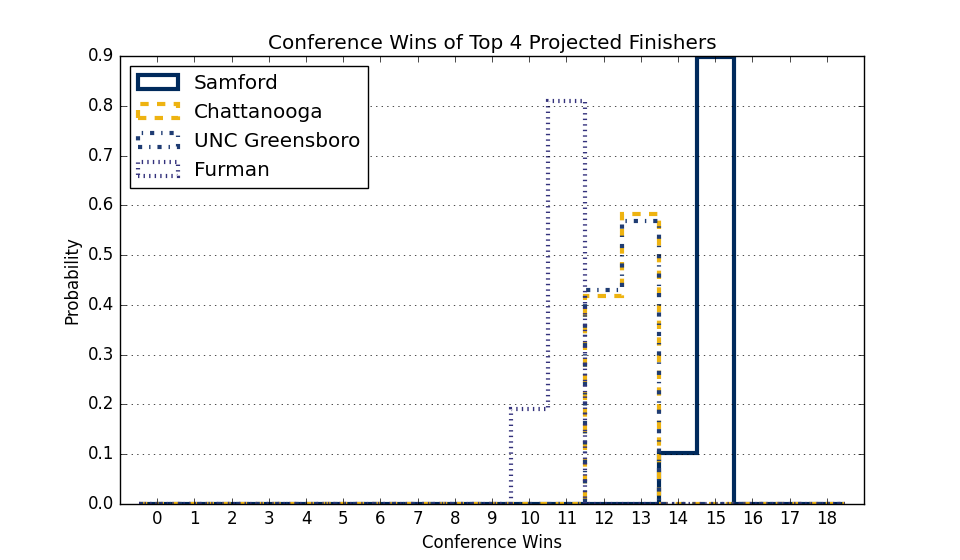 Conference Wins of Top 4 Projected Finishers
0.9
0.8
0.7
0.6
0.5
0.4
0.3
0.2
0.1
0.0
Probability
Samford
Chattanooga
UNC Greensboro
Furman
0 1 2 3 4 5 6 7 8 9 10 11 12 13 14 15 16 17 18
Conference Wins